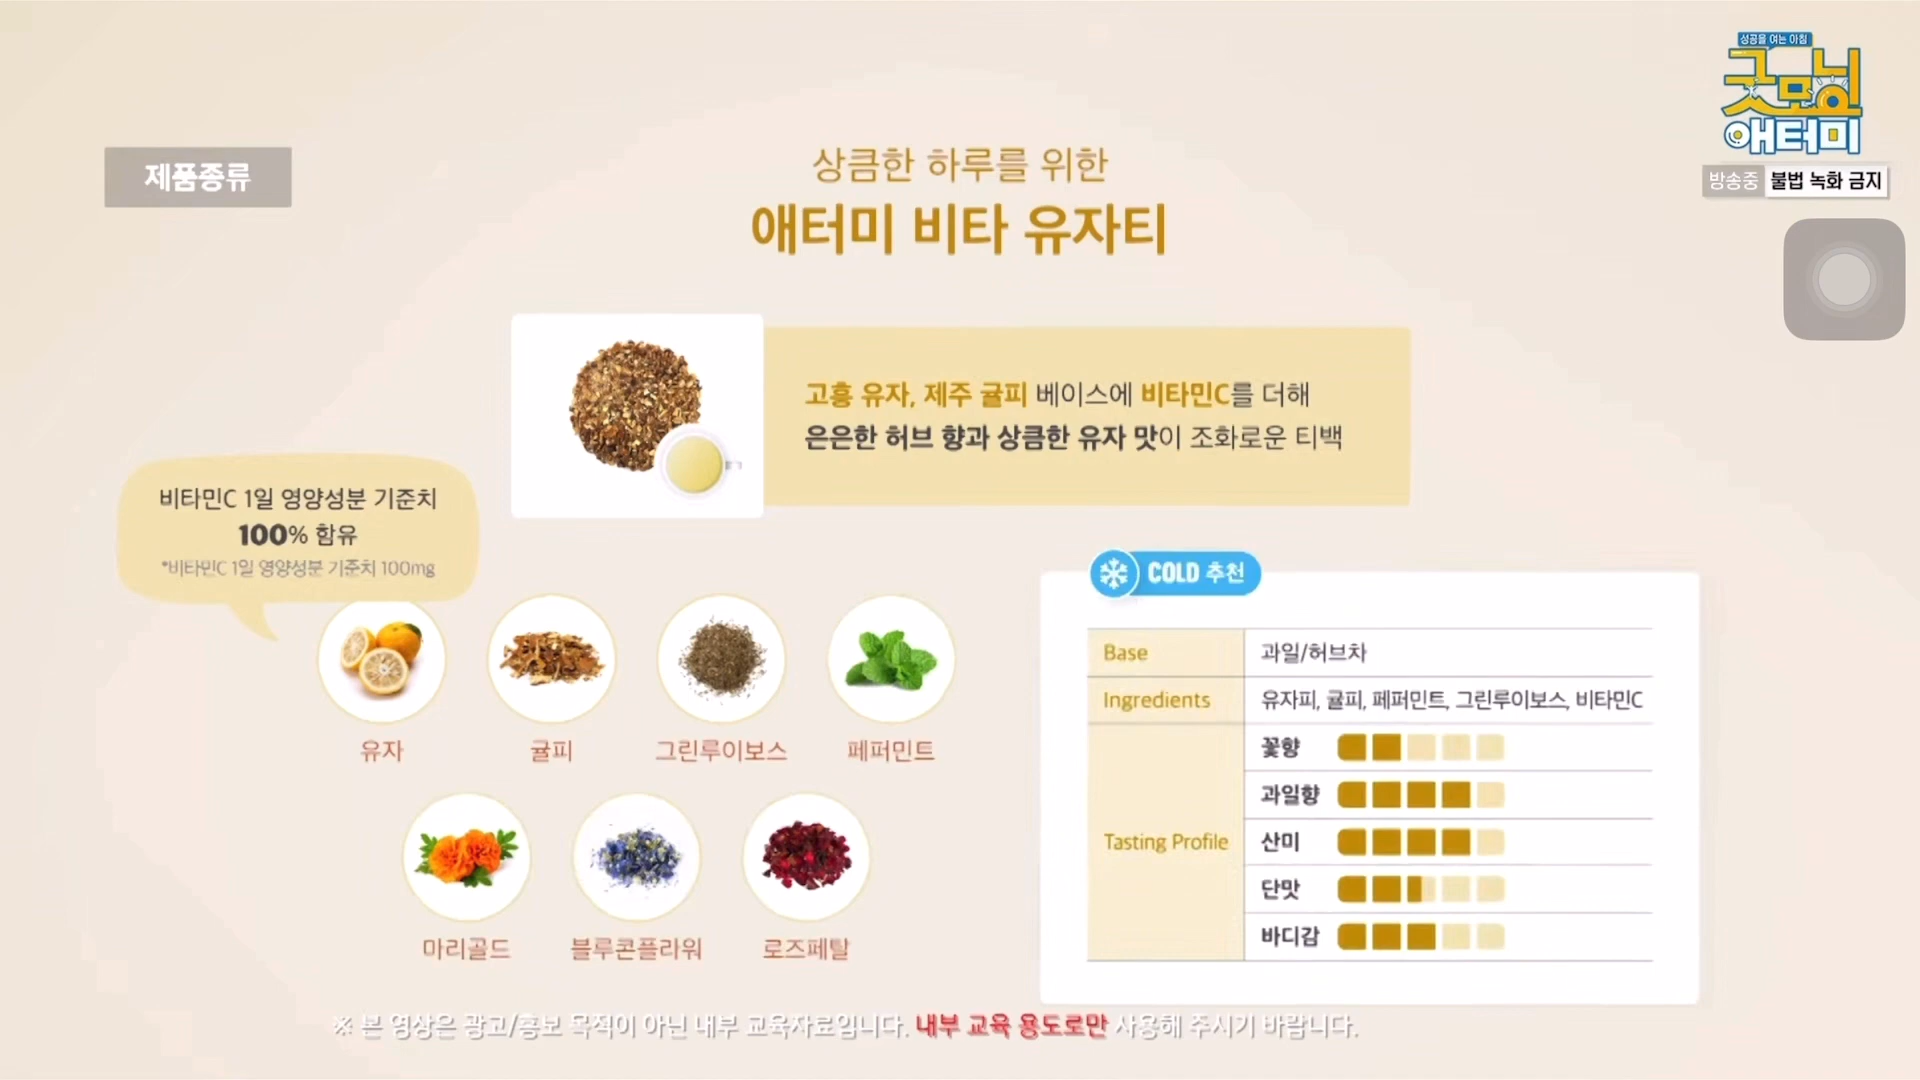 성공을 여는 아침
굿모닝
애터미
방송중 불법 녹화 금지
제품종류
상큼한 하루를 위한
애터미 비타 유자티
고흥 유자, 제주 귤피 베이스에 비타민C를 더해
은은한 허브 향과 상큼한 유자 맛이 조화로운 티백
비타민C 1일 영양성분 기준치
100% 함유
*비타민C 1일 영양성분 기준치 100mg
유자 귤피 그린루이보스 페퍼민트
마리골드 블루콘플라워 로즈페탈
COLD 추천
Base 과일/허브차
Ingredients 유자피, 귤피, 페퍼민트, 그린루이보스, 비타민C
Tasting Profile
꽃향
과일향
산미
단맛
바디감
※ 본 영상은 광고/홍보 목적이 아닌 내부 교육자료입니다. 내부 교육 용도로만 사용해 주시기 바랍니다.